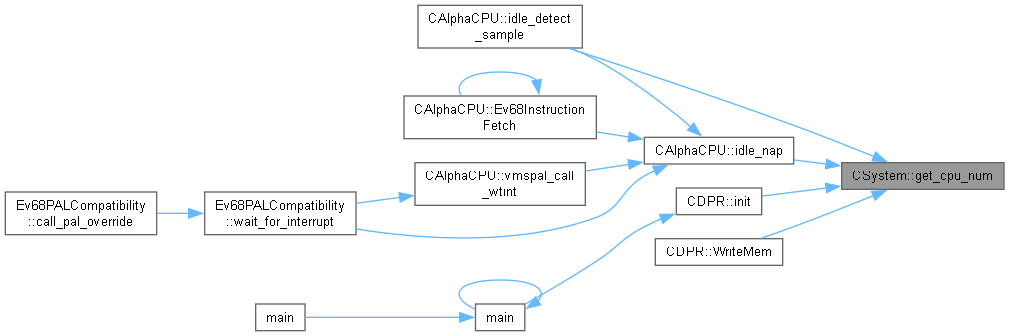 CAlphaCPU::idle_detect
_sample
CAlphaCPU::Ev68Instruction
Fetch
CAlphaCPU::idle_nap
CAlphaCPU::vmspal_call
_wtint
CSystem::get_cpu_num
Ev68PALCompatibility
::call_pal_override
Ev68PALCompatibility
::wait_for_interrupt
CDPR::init
CDPR::WriteMem
main
main